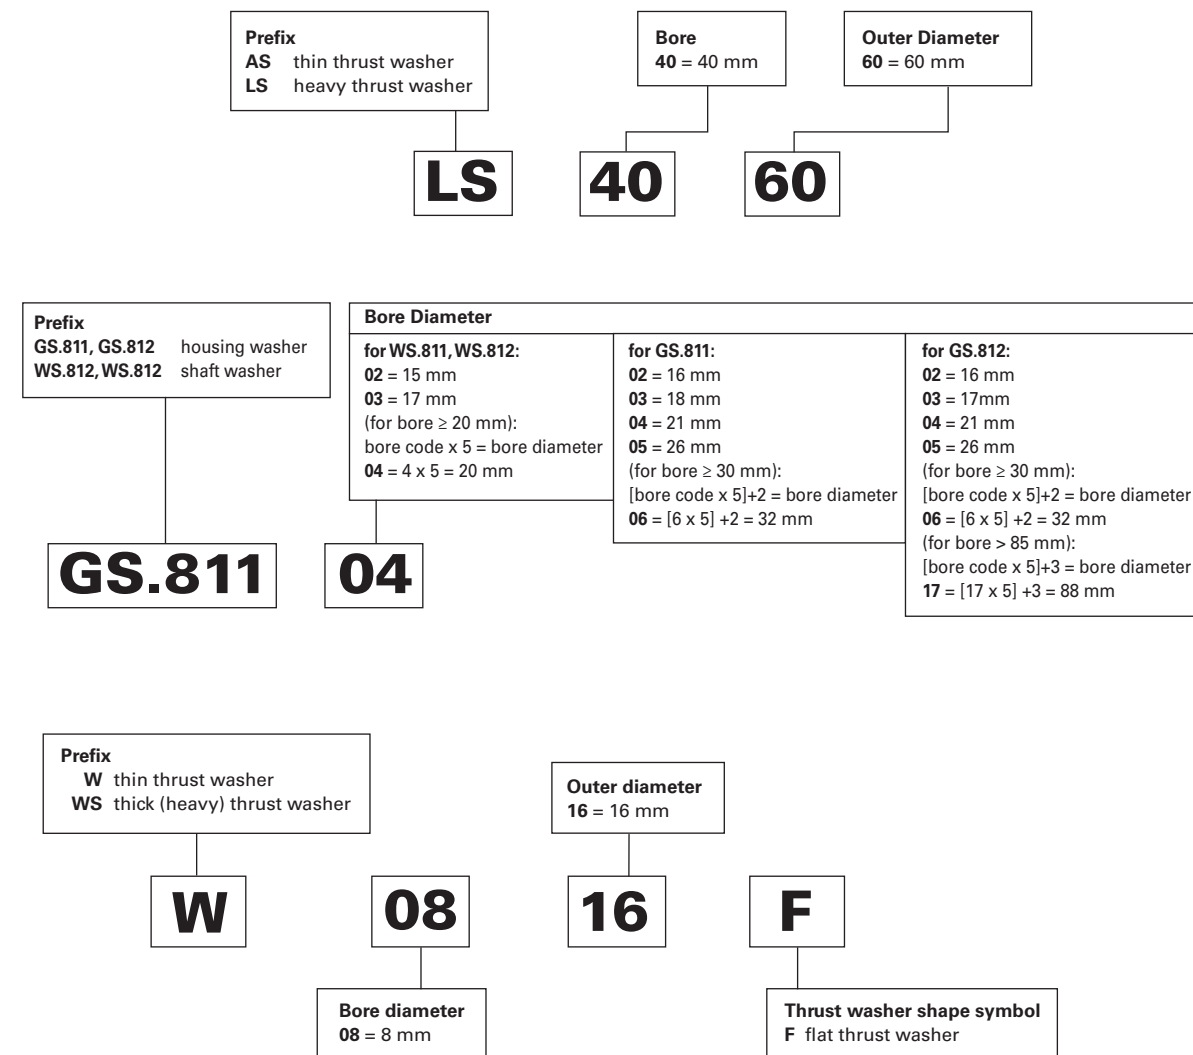 Prefix
AS thin thrust washer
LS heavy thrust washer
Bore
40 = 40 mm
Outer Diameter
60 = 60 mm
LS 40 60
Prefix
GS.811, GS.812 housing washer
WS.812, WS.812 shaft washer
Bore Diameter
for WS.811, WS.812:
02 = 15 mm
03 = 17 mm
(for bore ≥ 20 mm):
bore code x 5 = bore diameter
04 = 4 x 5 = 20 mm
for GS.811:
02 = 16 mm
03 = 18 mm
04 = 21 mm
05 = 26 mm
(for bore ≥ 30 mm):
[bore code x 5]+2 = bore diameter
06 = [6 x 5] +2 = 32 mm
for GS.812:
02 = 16 mm
03 = 17mm
04 = 21 mm
05 = 26 mm
(for bore ≥ 30 mm):
[bore code x 5]+2 = bore diameter
06 = [6 x 5] +2 = 32 mm
(for bore > 85 mm):
[bore code x 5]+3 = bore diameter
17 = [17 x 5] +3 = 88 mm
GS.811 04
Prefix
W thin thrust washer
WS thick (heavy) thrust washer
Outer diameter
16 = 16 mm
W 08 16 F
Bore diameter
08 = 8 mm
Thrust washer shape symbol
F flat thrust washer